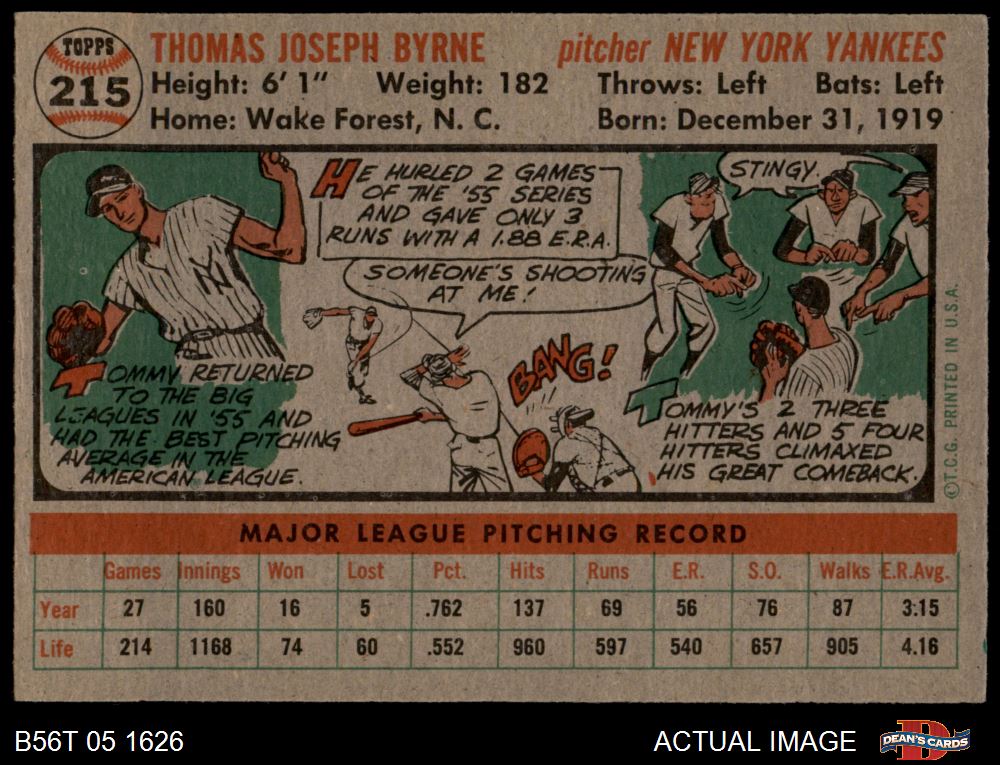 TOPPS
215
THOMAS JOSEPH BYRNE pitcher NEW YORK YANKEES
Height: 6' 1" Weight: 182 Throws: Left Bats: Left
Home: Wake Forest, N. C. Born: December 31, 1919
HE HURLED 2 GAMES
OF THE '55 SERIES
AND GAVE ONLY 3
RUNS WITH A 1.88 E.R.A.
STINGY.
SOMEONE'S SHOOTING
AT ME!
BANG!
TOMMY RETURNED
TO THE BIG
LEAGUES IN '55 AND
HAD THE BEST PITCHING
AVERAGE IN THE
AMERICAN LEAGUE.
TOMMY'S 2 THREE
HITTERS AND 5 FOUR
HITTERS CLIMAXED
HIS GREAT COMEBACK.
©T.C.G. PRINTED IN U.S.A.
MAJOR LEAGUE PITCHING RECORD
Games Innings Won Lost Pct. Hits Runs E.R. S.O. Walks E.R.Avg.
Year 27 160 16 5 .762 137 69 56 76 87 3.15
Life 214 1168 74 60 .552 960 597 540 657 905 4.16
B56T 05 1626 ACTUAL IMAGE DEAN'S CARDS